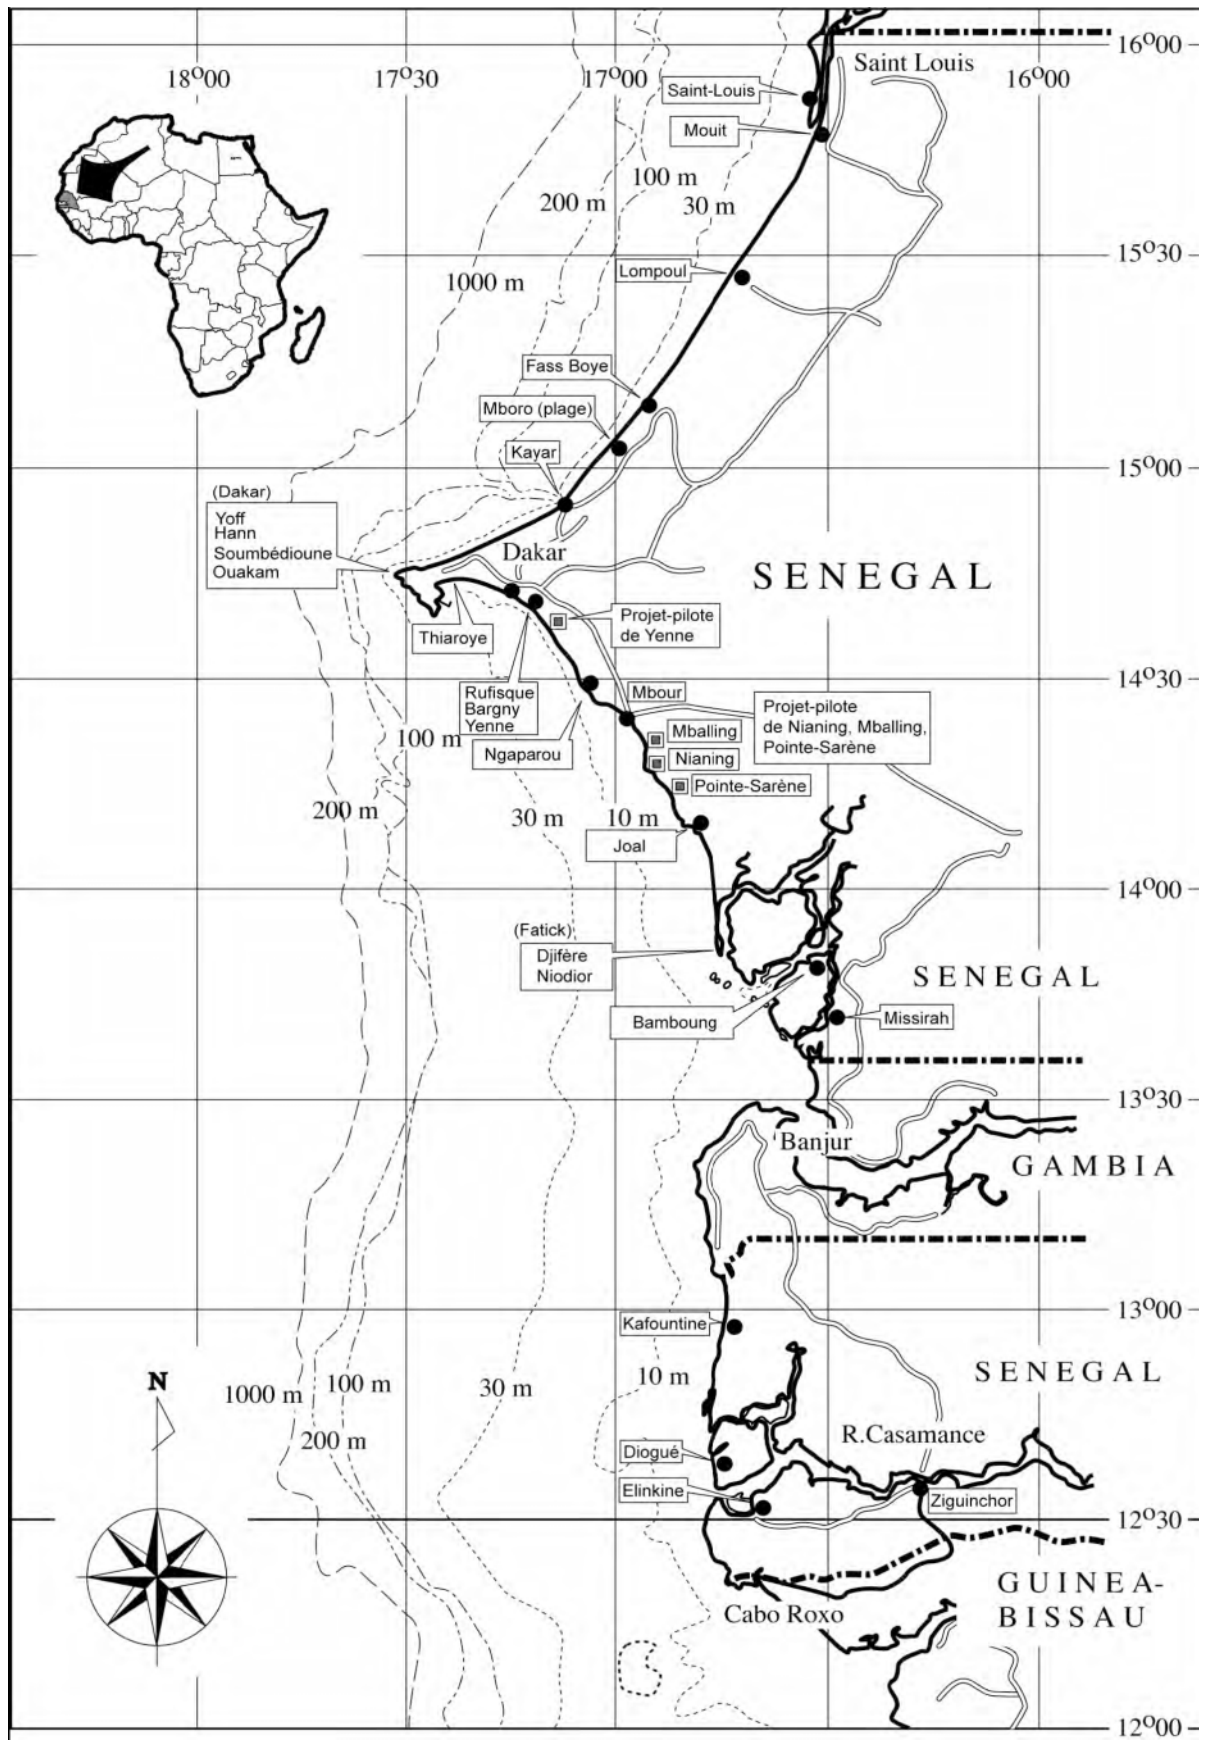 16°00
18°00
17°30
17°00
16°00
Saint Louis
Saint-Louis
Mouit
100 m
200 m
30 m
15°30
Lompoul
1000 m
Fass Boye
Mboro (plage)
Kayar
15°00
(Dakar)
Yoff
Hann
Soumbédioune
Ouakam
Dakar
SENEGAL
Thiaroye
Projet-pilote
de Yenne
14°30
Rufisque
Bargny
Yenne
Mbour
Projet-pilote
de Nianing, Mballing,
Pointe-Sarène
Ngaparou
Mballing
Nianing
Pointe-Sarène
100 m
200 m
30 m
10 m
Joal
14°00
(Fatick)
Djifère
Niodior
SENEGAL
Bamboung
Missirah
13°30
Banjur
GAMBIA
13°00
Kafountine
SENEGAL
N
1000 m
100 m
30 m
10 m
200 m
R.Casamance
Diogué
Elinkine
Ziguinchor
12°30
GUINEA-
BISSAU
Cabo Roxo
12°00